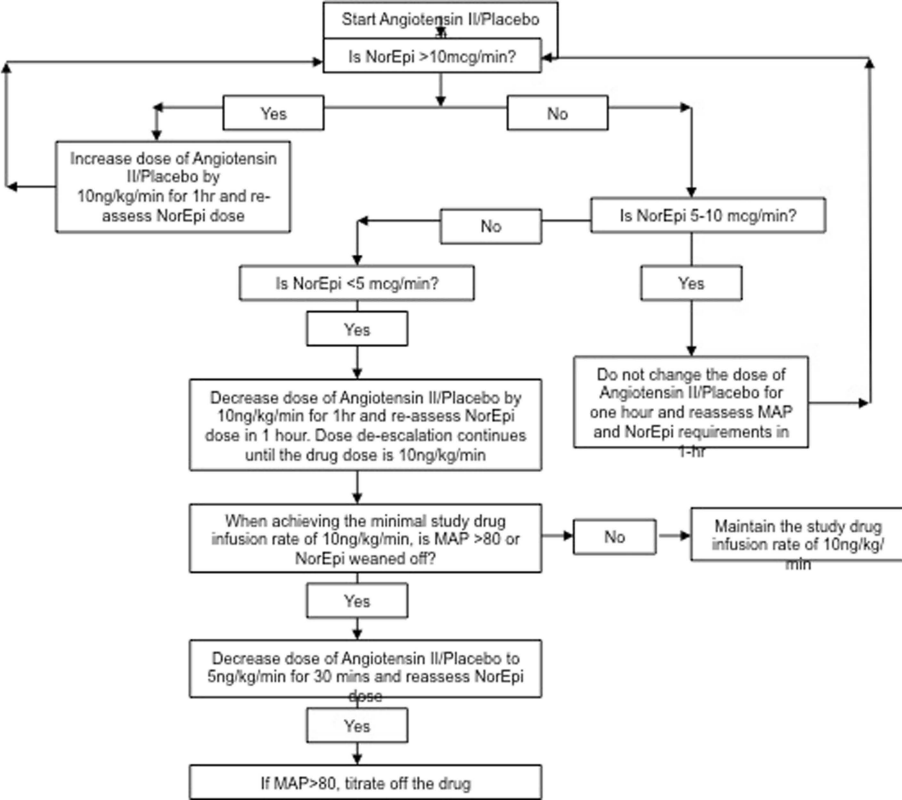 Start Angiotensin II/Placebo
Is NorEpi >10mcg/min?
Yes
No
Increase dose of Angiotensin
II/Placebo by
10ng/kg/min for 1hr and re-
assess NorEpi dose
Is NorEpi 5-10 mcg/min?
No
Is NorEpi <5 mcg/min?
Yes
Yes
Do not change the dose of
Angiotensin II/Placebo for
one hour and reassess MAP
and NorEpi requirements in
1-hr
Decrease dose of Angiotensin II/Placebo by
10ng/kg/min for 1hr and re-assess NorEpi
dose in 1 hour. Dose de-escalation continues
until the drug dose is 10ng/kg/min
When achieving the minimal study drug
infusion rate of 10ng/kg/min, is MAP >80 or
NorEpi weaned off?
No
Maintain the study drug
infusion rate of 10ng/kg/
min
Yes
Decrease dose of Angiotensin II/Placebo to
5ng/kg/min for 30 mins and reassess NorEpi
dose
Yes
If MAP>80, titrate off the drug